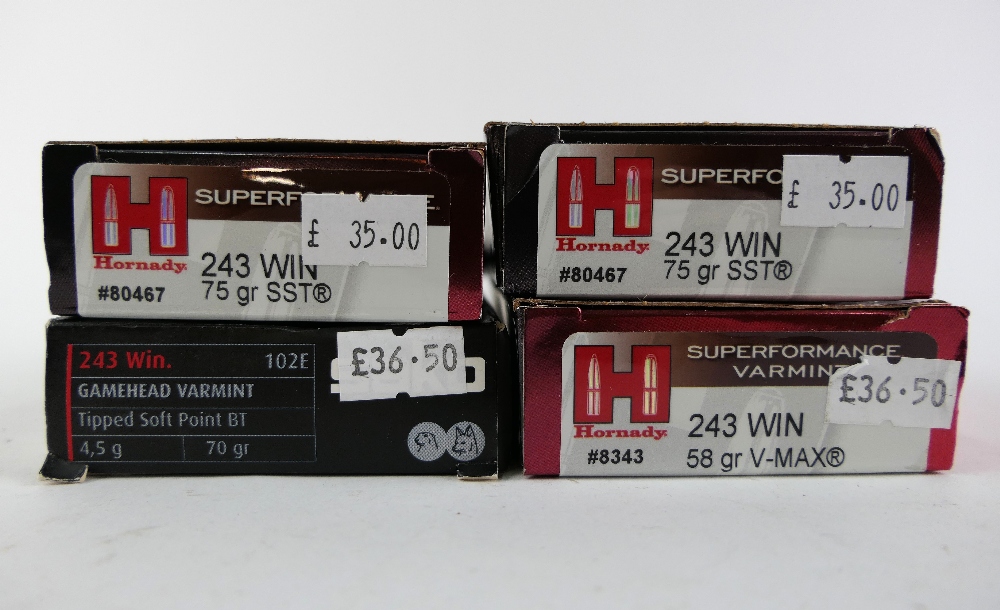 H
SUPERF
E
£ 35.00
Hornady
243 WIN
#80467
75 gr SST®
H
SUPERFO
£ 35.00
Hornady
243 WIN
#80467
75 gr SST®
243 Win.
102E
£36.50
GAMEHEAD VARMINT
Tipped Soft Point BT
4,5 g
70 gr
H
SUPERFORMANCE
VARMINT
£36.50
Hornady
243 WIN
#8343
58 gr V-MAX®